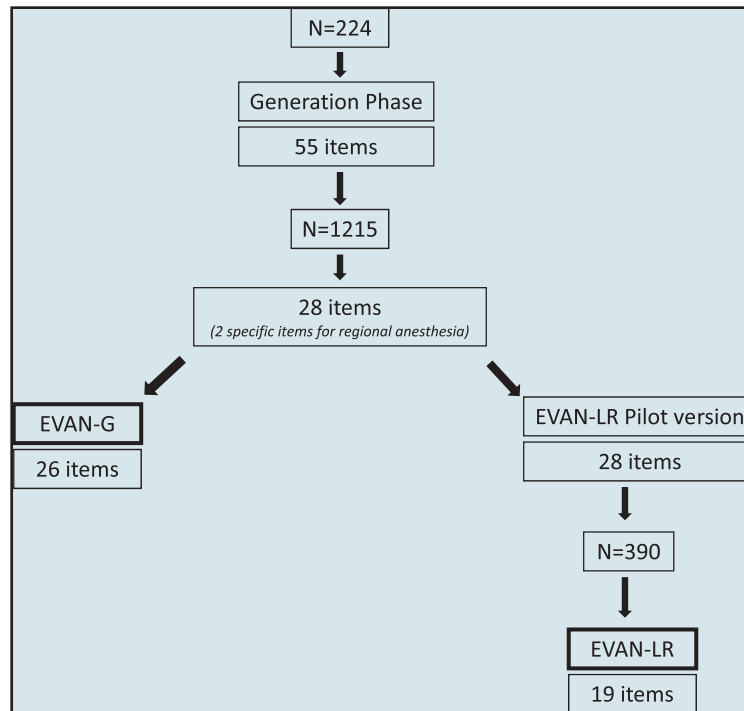 N=224
Generation Phase
55 items
N=1215
28 items
(2 specific items for regional anesthesia)
EVAN-G
26 items
EVAN-LR Pilot version
28 items
N=390
EVAN-LR
19 items